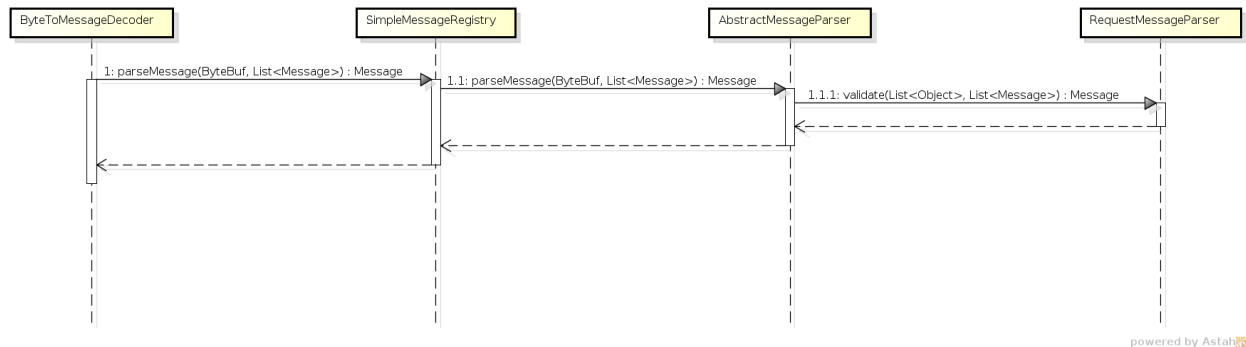 ByteToMessageDecoder
SimpleMessageRegistry
AbstractMessageParser
RequestMessageParser
1: parseMessage(ByteBuf, List<Message>) : Message
1.1: parseMessage(ByteBuf, List<Message>) : Message
1.1.1: validate(List<Object>, List<Message>) : Message
powered by Astah